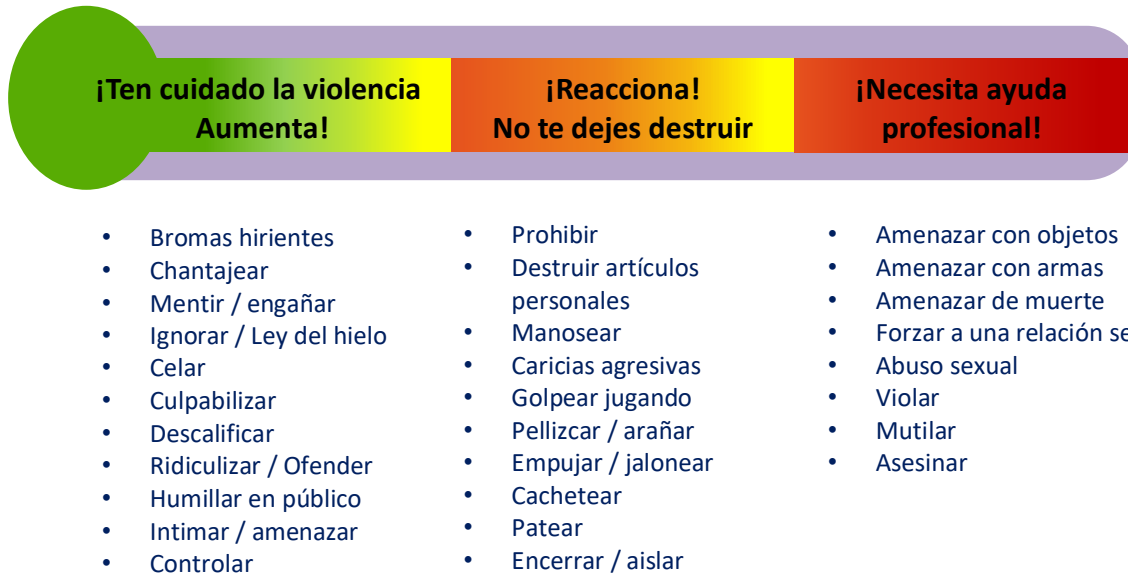 ¡Ten cuidado la violencia
Aumenta!
¡Reacciona!
No te dejes destruir
¡Necesita ayuda
profesional!
• Bromas hirientes
• Chantajear
• Mentir / engañar
• Ignorar / Ley del hielo
• Celar
• Culpabilizar
• Descalificar
• Ridiculizar / Ofender
• Humillar en público
• Intimar / amenazar
• Controlar
• Prohibir
• Destruir artículos
personales
• Manosear
• Caricias agresivas
• Golpear jugando
• Pellizcar / arañar
• Empujar / jalonear
• Cachetear
• Patear
• Encerrar / aislar
• Amenazar con objetos
• Amenazar con armas
• Amenazar de muerte
• Forzar a una relación
• Abuso sexual
• Violar
• Mutilar
• Asesinar